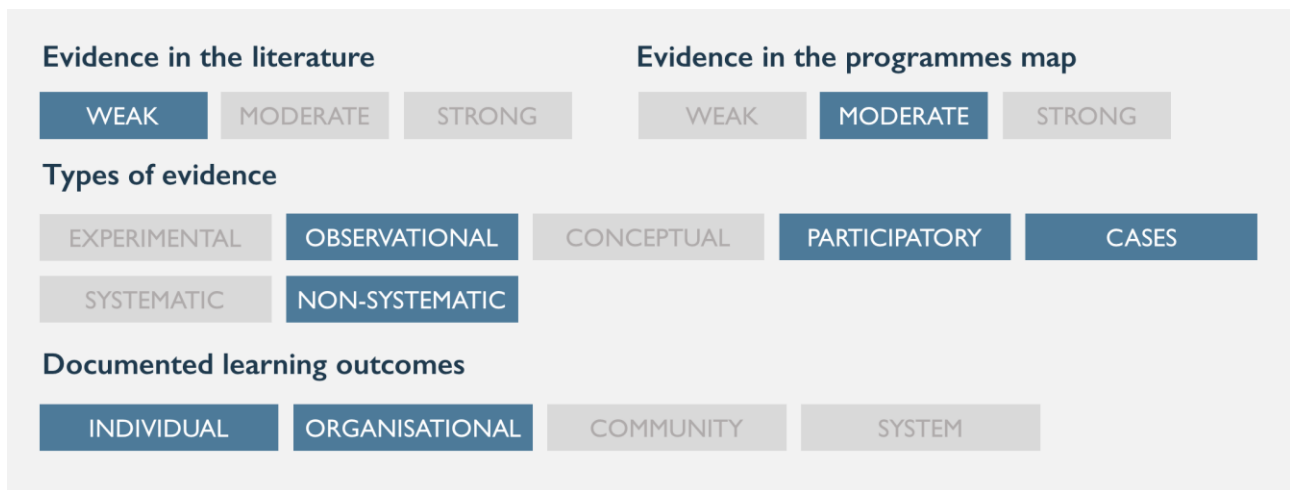 Evidence in the literature Evidence in the programmes map
WEAK MODERATE STRONG WEAK MODERATE STRONG
Types of evidence
EXPERIMENTAL OBSERVATIONAL CONCEPTUAL PARTICIPATORY CASES
SYSTEMATIC NON-SYSTEMATIC
Documented learning outcomes
INDIVIDUAL ORGANISATIONAL COMMUNITY SYSTEM